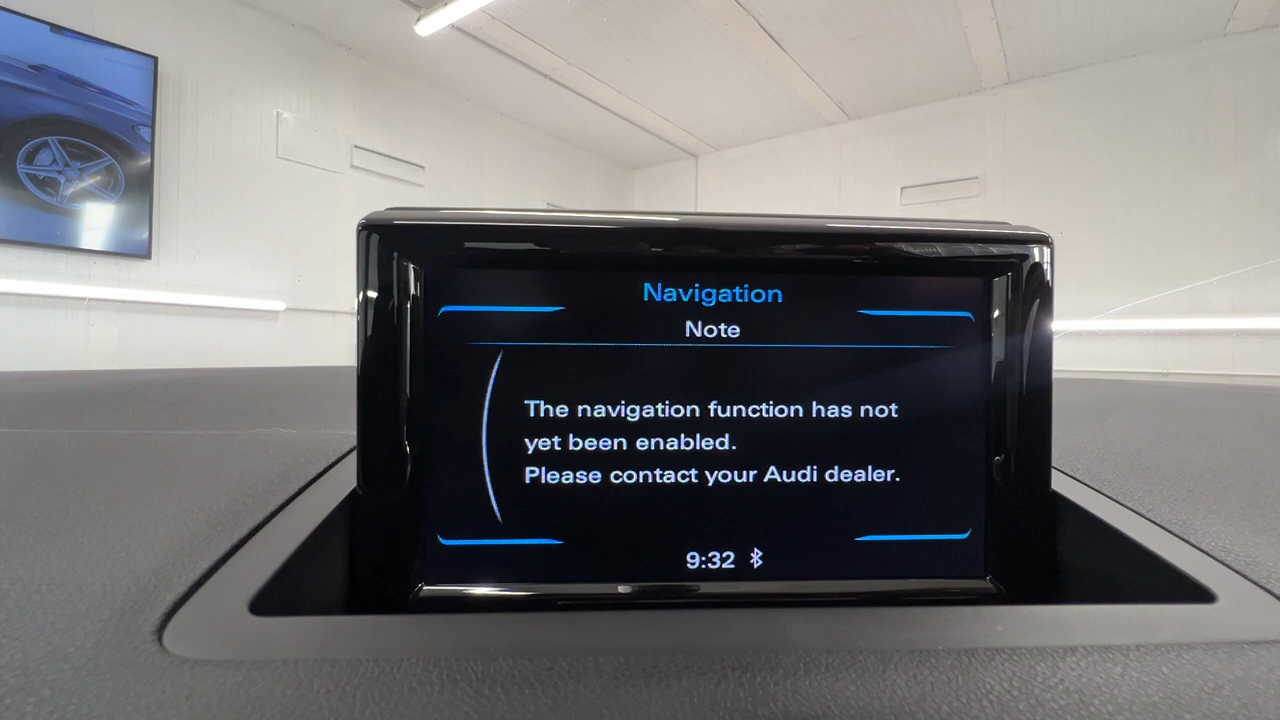 Navigation
Note
The navigation function has not
yet been enabled.
Please contact your Audi dealer.
9:32